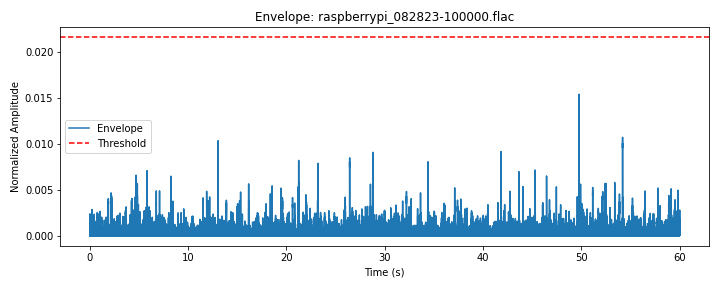 Envelope: raspberrypi_082823-100000.flac
Normalized Amplitude
0.020
0.015
0.010
0.005
0.000
Envelope
Threshold
0 10 20 30 40 50 60
Time (s)